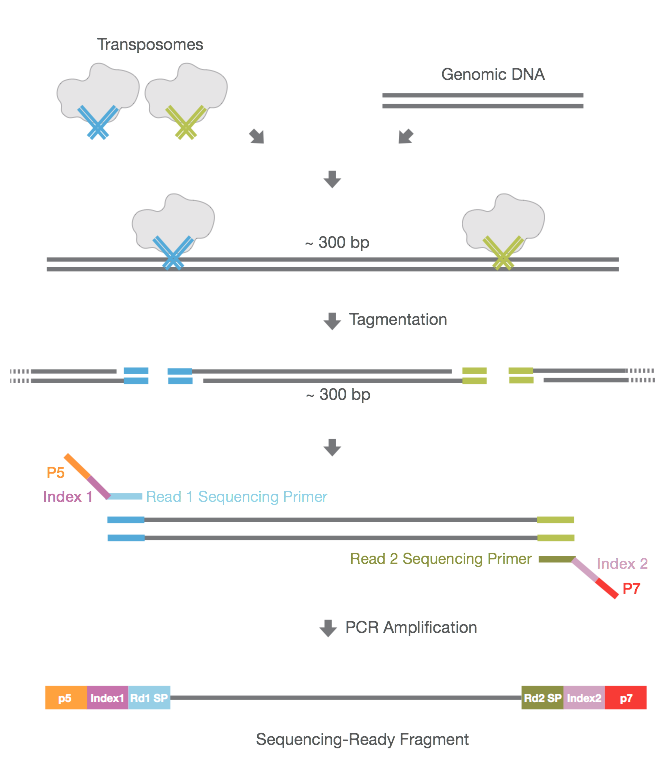 Transposomes
Genomic DNA
~ 300 bp
Tagmentation
~ 300 bp
P5
Index 1
Read 1 Sequencing Primer
Read 2 Sequencing Primer
Index 2
P7
PCR Amplification
p5
Index1
Rd1 SP
Rd2 SP
Index2
p7
Sequencing-Ready Fragment